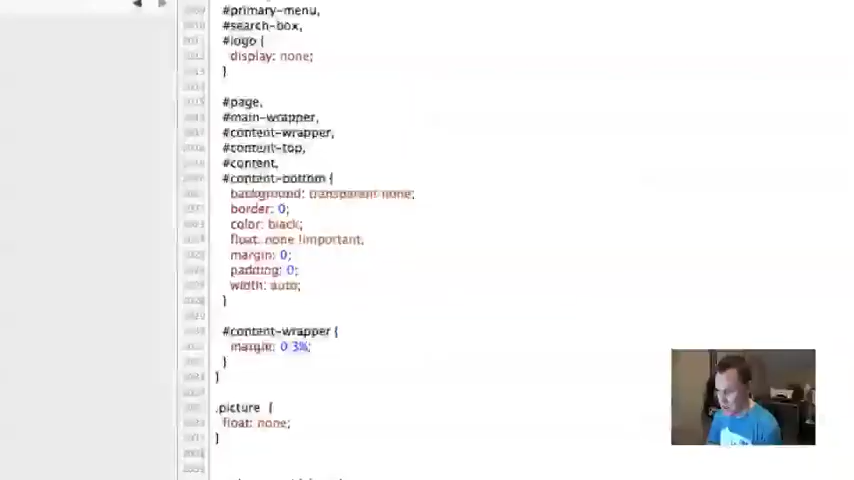 #primary-menu,
#search-box,
#logo {
display: none;
}
#page,
#main-wrapper,
#content-wrapper,
#content-top,
#content,
#content-bottom {
background: transparent none;
border: 0;
color: black;
float: none !important;
margin: 0;
padding: 0;
width: auto;
}
#content-wrapper {
margin: 0 3%;
}
}
.picture {
float: none;
}